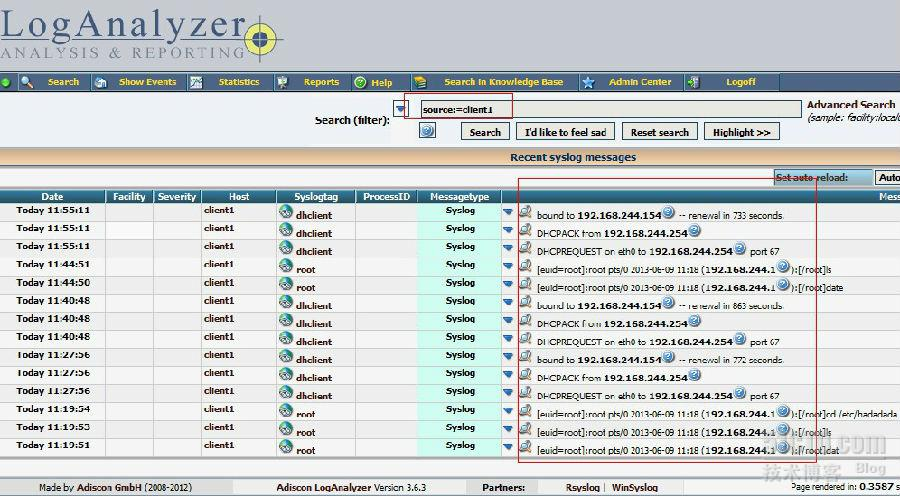 LogAnalyzer
ANALYSIS & REPORTING
Search Show Events Statistics Reports Help Search in Knowledge Base Admin Center Logoff
Search (filter): source:=client1 Advanced Search
(sample: facility:local
Search I'd like to feel sad Reset search Highlight >>
Recent syslog messages
Set auto reload: Auto
Date Facility Severity Host Syslogtag ProcessID Messagetype Mess
Today 11:55:11 client1 dhclient Syslog bound to 192.168.244.154 -- renewal in 733 seconds.
Today 11:55:11 client1 dhclient Syslog DHCPACK from 192.168.244.254
Today 11:55:11 client1 dhclient Syslog DHCPREQUEST on eth0 to 192.168.244.254 port 67
Today 11:44:51 client1 root Syslog [euid=root]:root pts/0 2013-06-09 11:18 (192.168.244.1):[/root]ls
Today 11:44:50 client1 root Syslog [euid=root]:root pts/0 2013-06-09 11:18 (192.168.244.1):[/root]date
Today 11:40:48 client1 dhclient Syslog bound to 192.168.244.154 -- renewal in 863 seconds.
Today 11:40:48 client1 dhclient Syslog DHCPACK from 192.168.244.254
Today 11:40:48 client1 dhclient Syslog DHCPREQUEST on eth0 to 192.168.244.254 port 67
Today 11:27:56 client1 dhclient Syslog bound to 192.168.244.154 -- renewal in 772 seconds.
Today 11:27:56 client1 dhclient Syslog DHCPACK from 192.168.244.254
Today 11:27:56 client1 dhclient Syslog DHCPREQUEST on eth0 to 192.168.244.254 port 67
Today 11:19:54 client1 root Syslog [euid=root]:root pts/0 2013-06-09 11:18 (192.168.244.1):[/root]cd /etc/hadadada
Today 11:19:53 client1 root Syslog [euid=root]:root pts/0 2013-06-09 11:18 (192.168.244.1):[/root]ls
Today 11:19:51 client1 root Syslog [euid=root]:root pts/0 2013-06-09 11:18 (192.168.244.1):[/root]dat
技术博客 Blog
Made by Adiscon GmbH (2008-2012) Adiscon LogAnalyzer Version 3.6.3 Partners: Rsyslog | WinSyslog Page rendered in: 0.3587 s